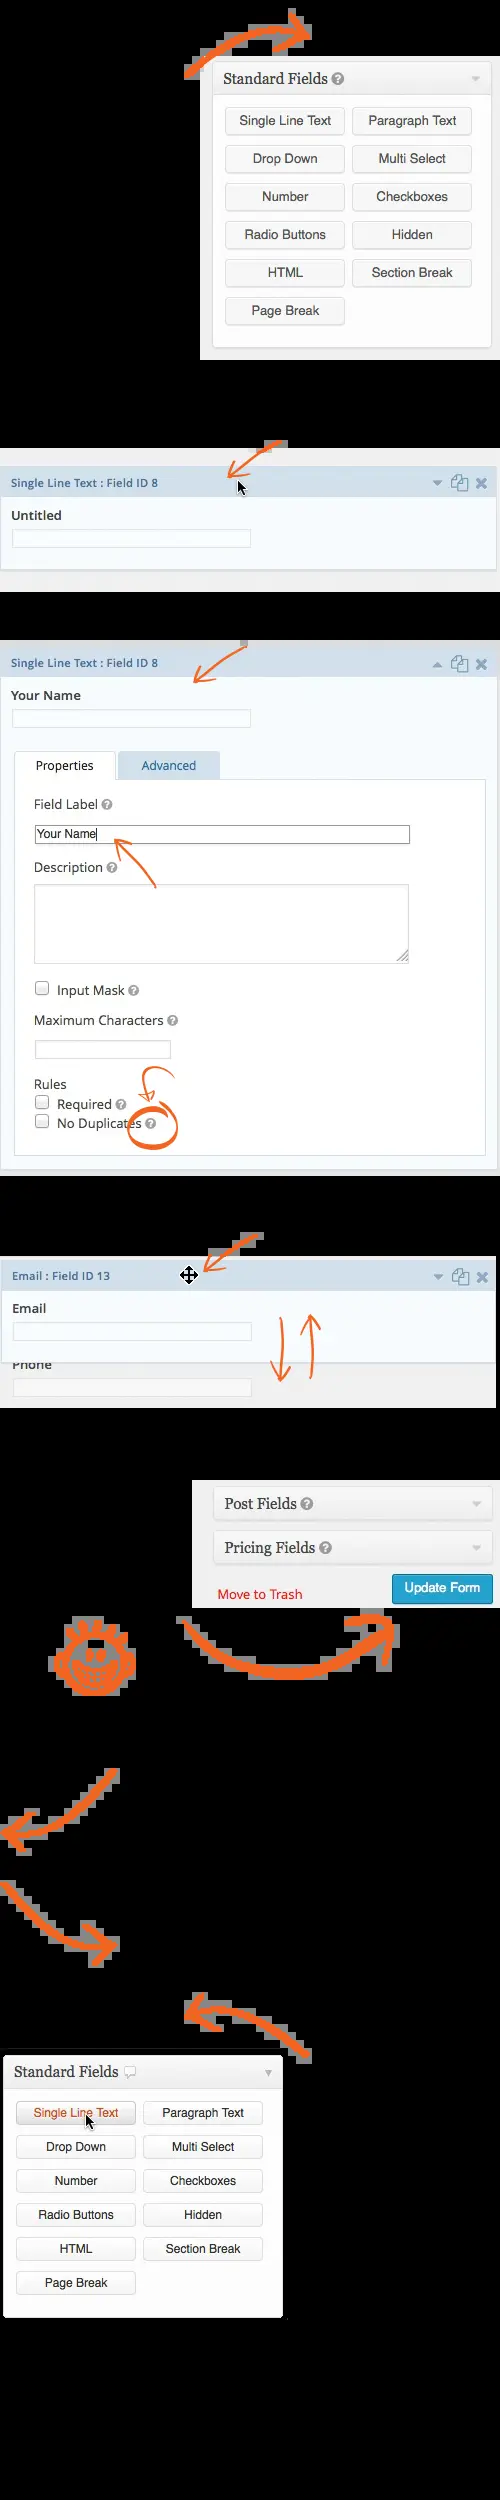 Standard Fields
Single Line Text Paragraph Text
Drop Down Multi Select
Number Checkboxes
Radio Buttons Hidden
HTML Section Break
Page Break
Single Line Text : Field ID 8
Untitled
Single Line Text : Field ID 8
Your Name
Properties Advanced
Field Label
Your Name
Description
Input Mask
Maximum Characters
Rules
Required
No Duplicates
Email : Field ID 13
Email
Phone
Post Fields
Pricing Fields
Move to Trash Update Form
Standard Fields
Single Line Text Paragraph Text
Drop Down Multi Select
Number Checkboxes
Radio Buttons Hidden
HTML Section Break
Page Break